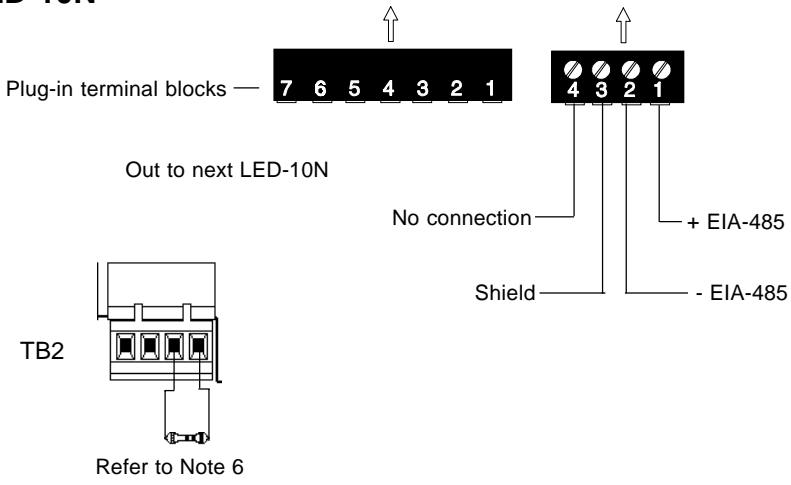 Plug-in terminal blocks
7 6 5 4 3 2 1
4 3 2 1
Out to next LED-10N
No connection
+ EIA-485
Shield
- EIA-485
TB2
Refer to Note 6